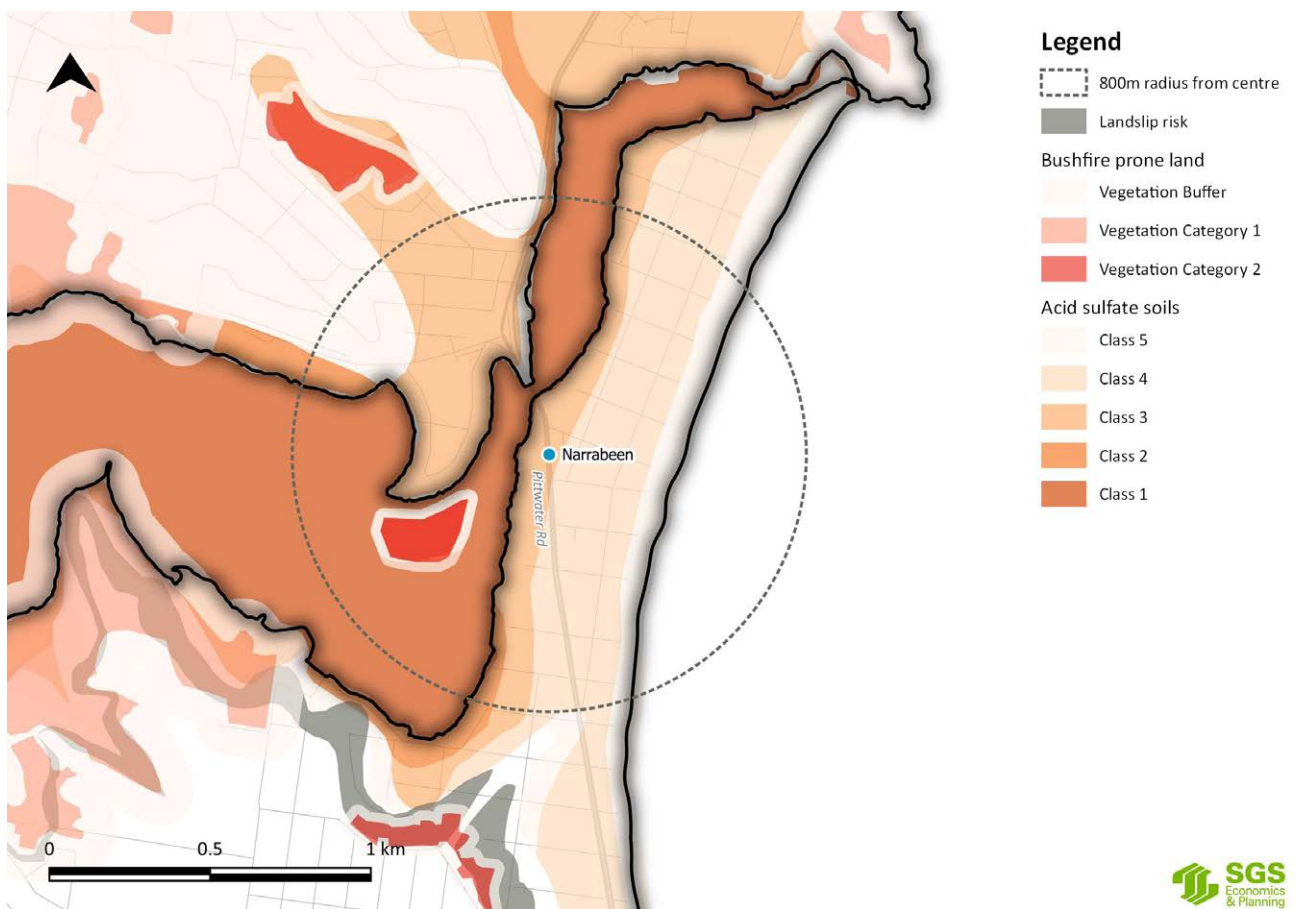 Legend
800m radius from centre
Landslip risk
Bushfire prone land
Vegetation Buffer
Vegetation Category 1
Vegetation Category 2
Acid sulfate soils
Class 5
Class 4
Class 3
Class 2
Class 1
Narrabeen
Pittwater Rd
0 0.5 1 km
SGS
Economics
& Planning